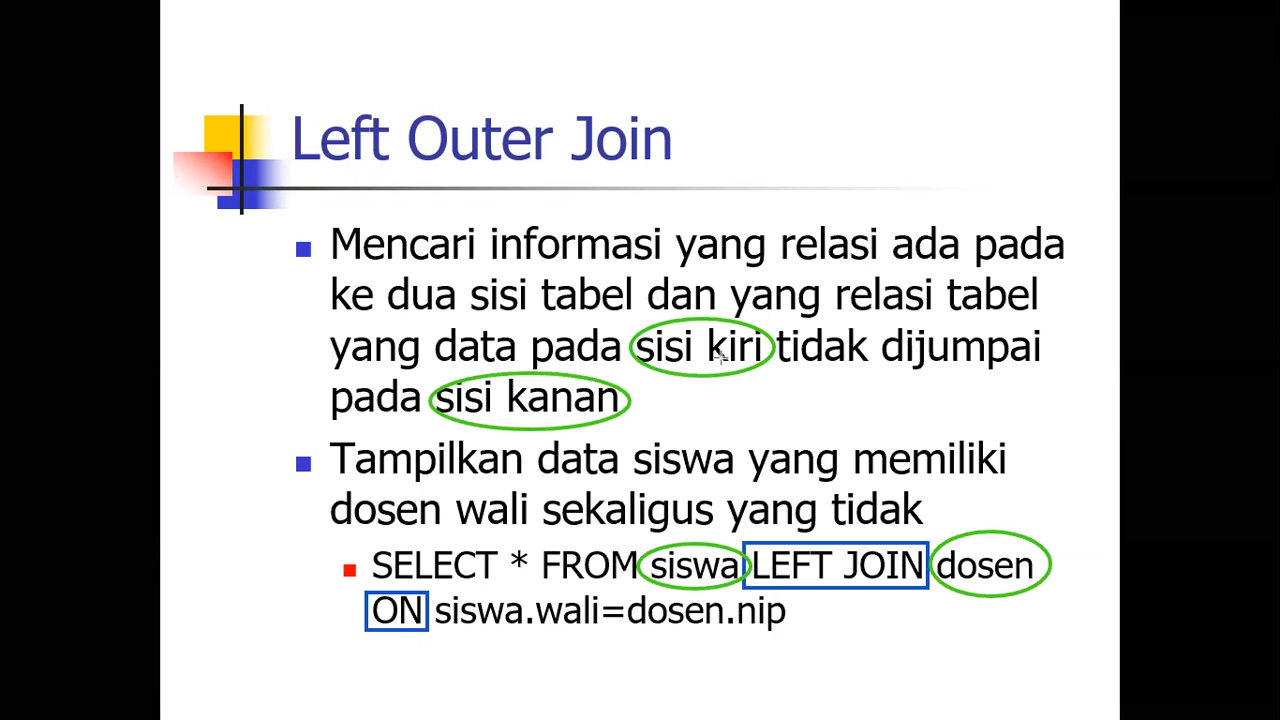 Left Outer Join
Mencari informasi yang relasi ada pada
ke dua sisi tabel dan yang relasi tabel
yang data pada sisi kiri tidak dijumpai
pada sisi kanan
Tampilkan data siswa yang memiliki
dosen wali sekaligus yang tidak
SELECT * FROM siswa LEFT JOIN dosen
ON siswa.wali=dosen.nip